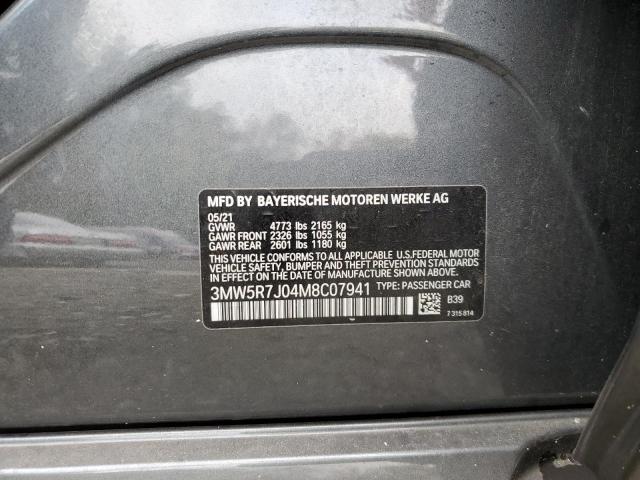 MFD BY BAYERISCHE MOTOREN WERKE AG
05/21
GVWR 4773 lbs 2165 kg
GAWR FRONT 2326 lbs 1055 kg
GAWR REAR 2601 lbs 1180 kg
THIS VEHICLE CONFORMS TO ALL APPLICABLE U.S.FEDERAL MOTOR
VEHICLE SAFETY, BUMPER, AND THEFT PREVENTION STANDARDS
IN EFFECT ON THE DATE OF MANUFACTURE SHOWN ABOVE.
3MW5R7J04M8C07941 TYPE: PASSENGER CAR
B39
7 315 814